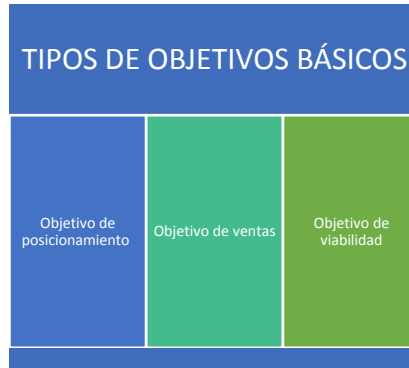 TIPOS DE OBJETIVOS BÁSICOS
Objetivo de
posicionamiento
Objetivo de ventas
Objetivo de
viabilidad